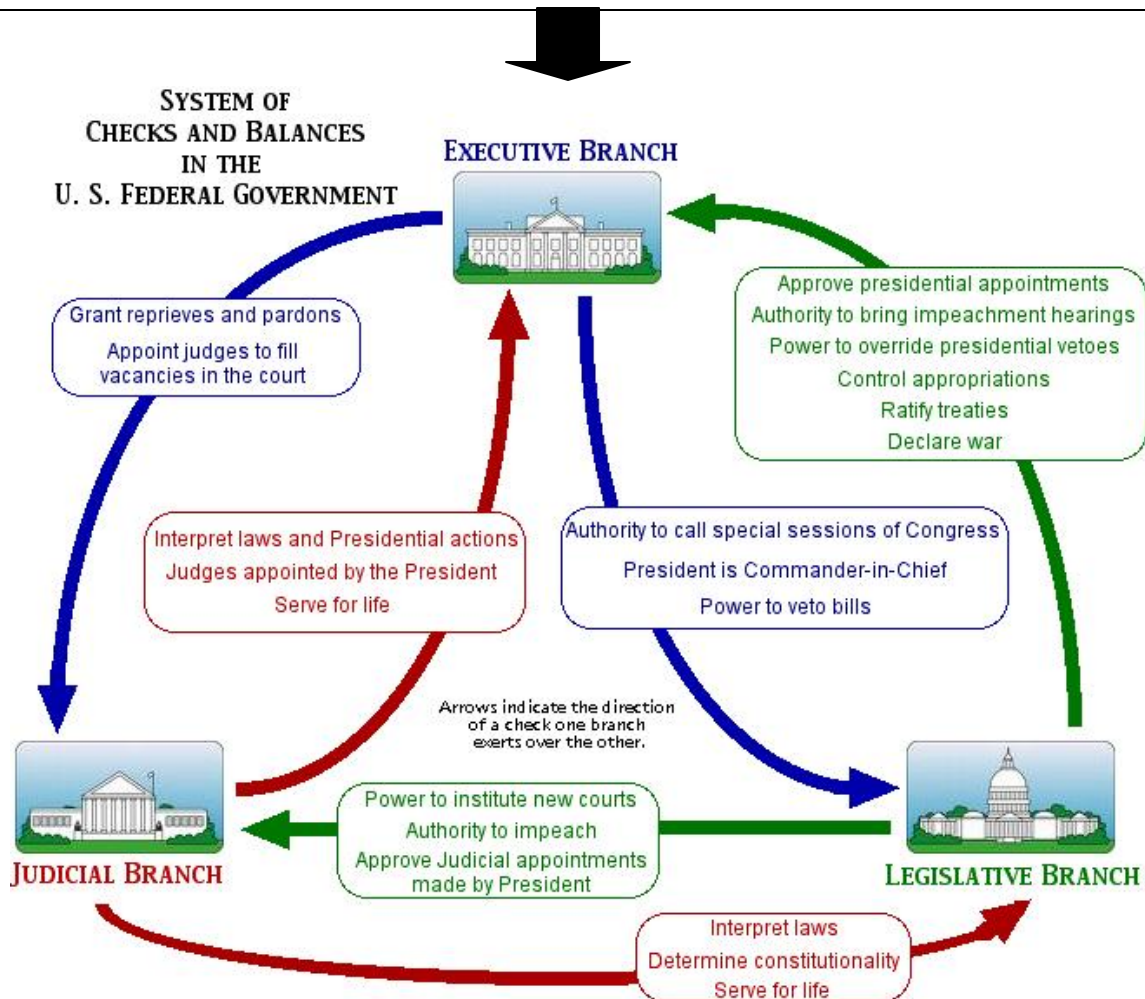 SYSTEM OF
CHECKS AND BALANCES
IN THE
U. S. FEDERAL GOVERNMENT
EXECUTIVE BRANCH
Grant reprieves and pardons
Appoint judges to fill
vacancies in the court
Approve presidential appointments
Authority to bring impeachment hearings
Power to override presidential vetoes
Control appropriations
Ratify treaties
Declare war
Interpret laws and Presidential actions
Judges appointed by the President
Serve for life
Authority to call special sessions of Congress
President is Commander-in-Chief
Power to veto bills
Arrows indicate the direction
of a check one branch
exerts over the other.
Power to institute new courts
Authority to impeach
Approve Judicial appointments
made by President
JUDICIAL BRANCH
LEGISLATIVE BRANCH
Interpret laws
Determine constitutionality
Serve for life